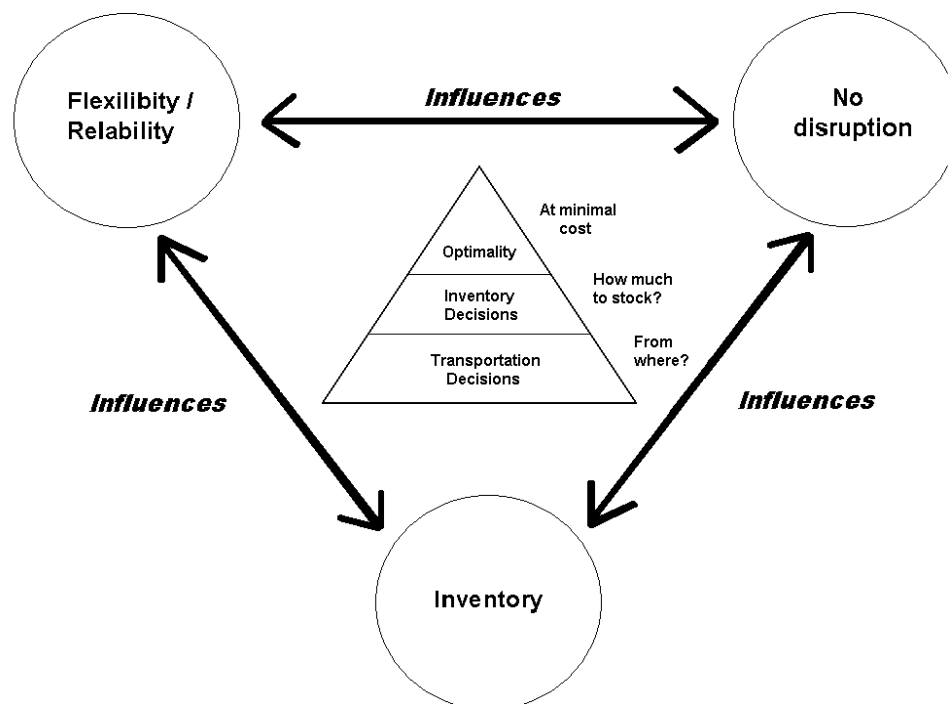 Flexilibity /
Relability
Influences
No
disruption
At minimal
cost
Optimality
How much
to stock?
Inventory
Decisions
From
where?
Transportation
Decisions
Influences
Influences
Inventory